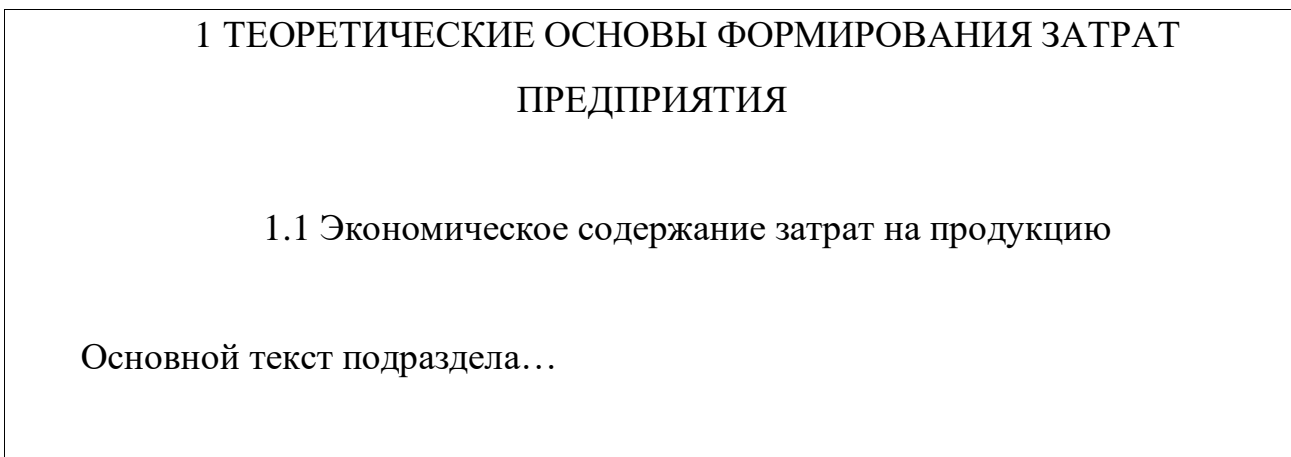 1 ТЕОРЕТИЧЕСКИЕ ОСНОВЫ ФОРМИРОВАНИЯ ЗАТРАТ
ПРЕДПРИЯТИЯ
1.1 Экономическое содержание затрат на продукцию
Основной текст подраздела…